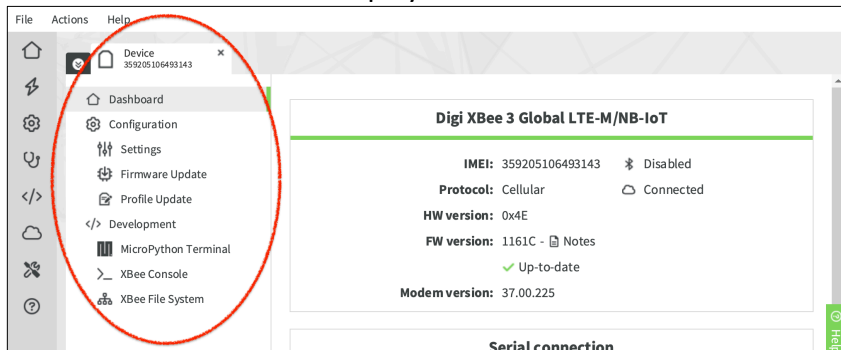 File Actions Help
Device
359205106493143
Dashboard
Configuration
Settings
Firmware Update
Profile Update
</> Development
MicroPython Terminal
>_ XBee Console
XBee File System
Digi XBee 3 Global LTE-M/NB-IoT
IMEI: 359205106493143 Disabled
Protocol: Cellular Connected
HW version: 0x4E
FW version: 1161C - Notes
Up-to-date
Modem version: 37.00.225
Serial connection
Help